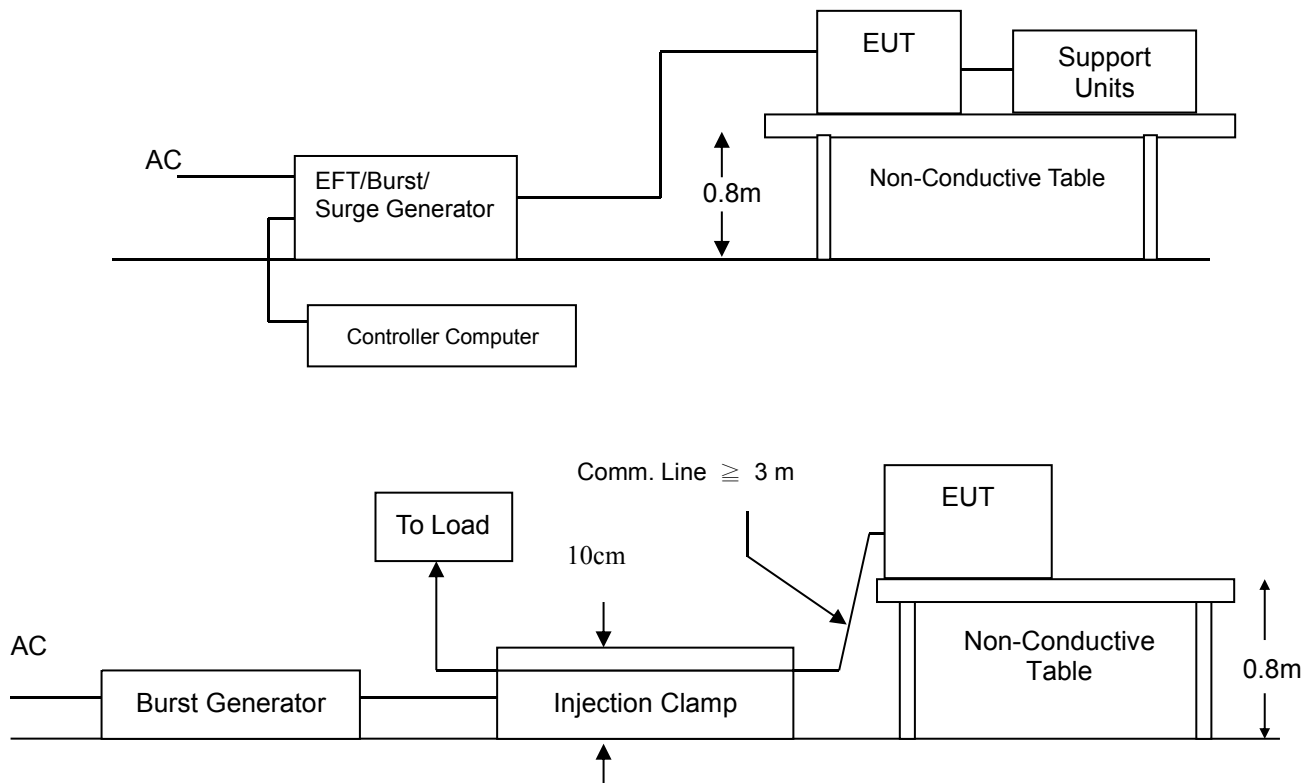 EUT
Support
Units
AC
EFT/Burst/
Surge Generator
0.8m
Non-Conductive Table
Controller Computer
Comm. Line ≧ 3 m
EUT
To Load
10cm
AC
Non-Conductive
Table
0.8m
Burst Generator
Injection Clamp